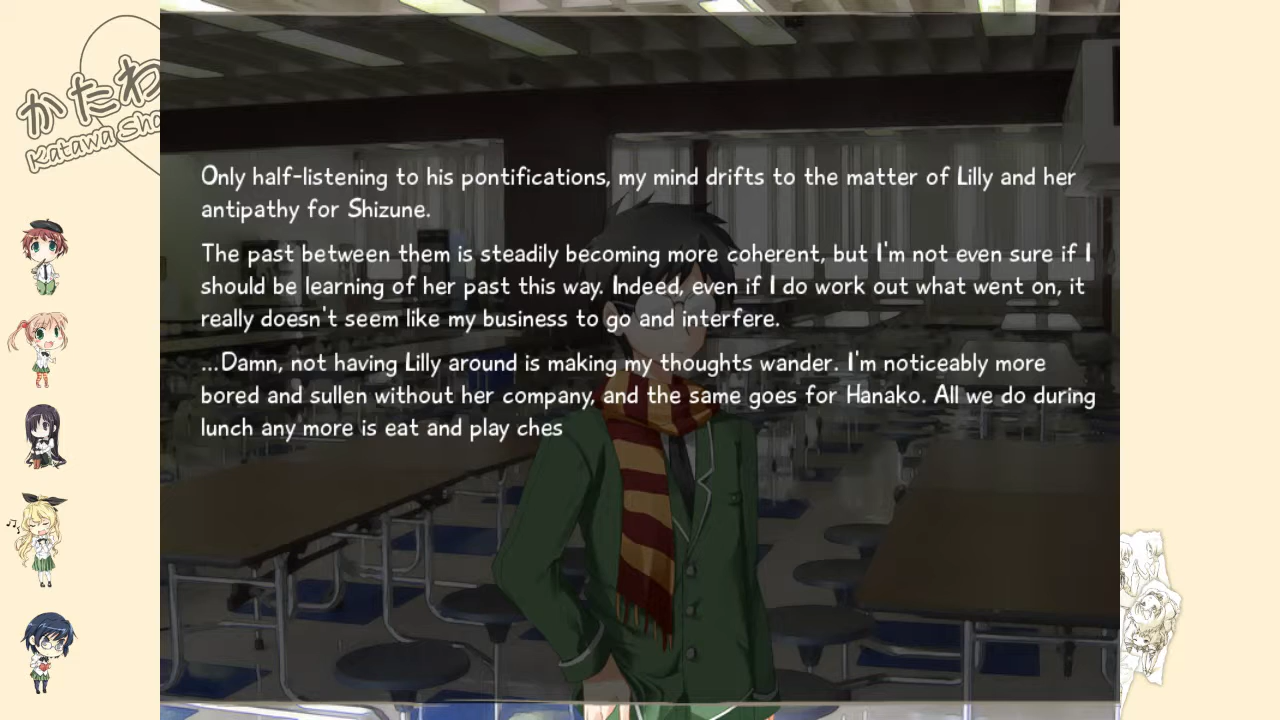 かたわ
Katawa Sho
Only half-listening to his pontifications, my mind drifts to the matter of Lilly and her
antipathy for Shizune.
The past between them is steadily becoming more coherent, but I'm not even sure if I
should be learning of her past this way. Indeed, even if I do work out what went on, it
really doesn't seem like my business to go and interfere.
...Damn, not having Lilly around is making my thoughts wander. I'm noticeably more
bored and sullen without her company, and the same goes for Hanako. All we do during
lunch any more is eat and play ches